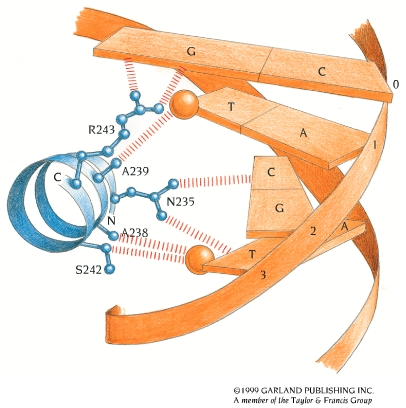 G
C
0
T
R243
A
1
C
A239
C
N235
N
G
A238
2
A
T
S242
3
©1999 GARLAND PUBLISHING INC.
A member of the Taylor & Francis Group